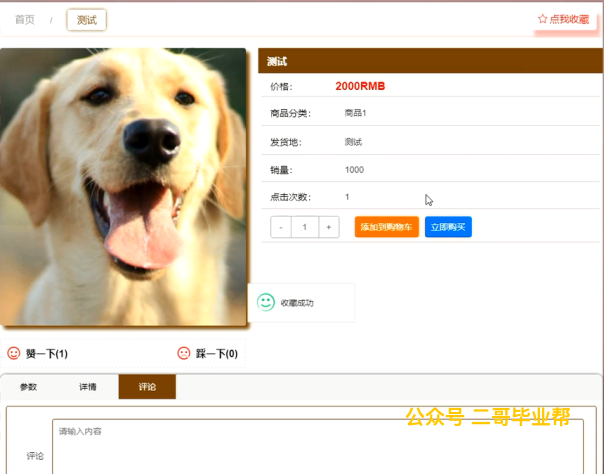 首页 / 测试 ☆点我收藏
测试
价格： 2000RMB
商品分类： 商品1
发货地： 测试
销量： 1000
点击次数： 1
- 1 + 添加到购物车 立即购买
收藏成功
赞一下(1) 踩一下(0)
参数 详情 评论
公众号 二哥毕业帮
评论 请输入内容